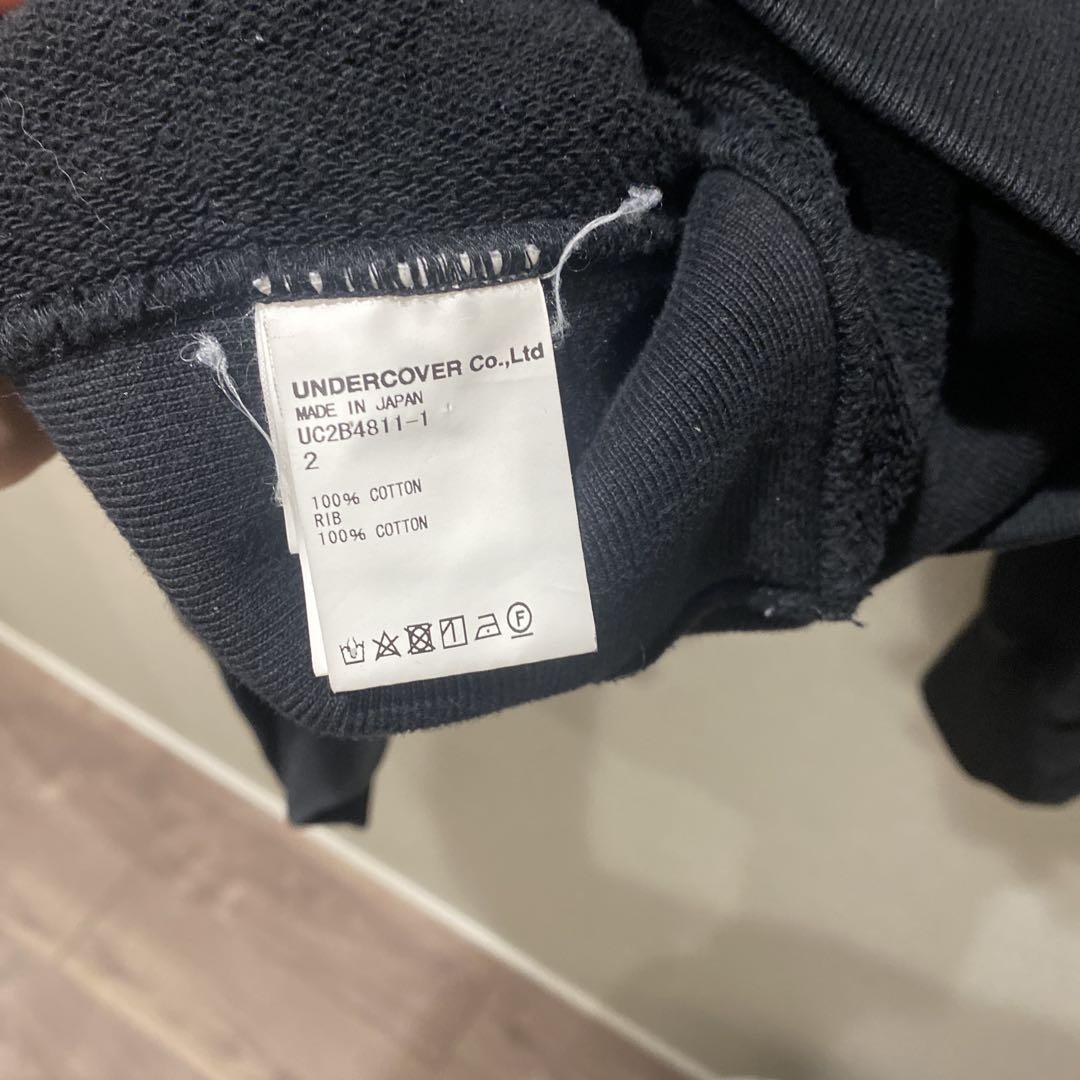 UNDERCOVER Co.,Ltd
MADE IN JAPAN
UC2B4811-1
2
100% COTTON
RIB
100% COTTON
F